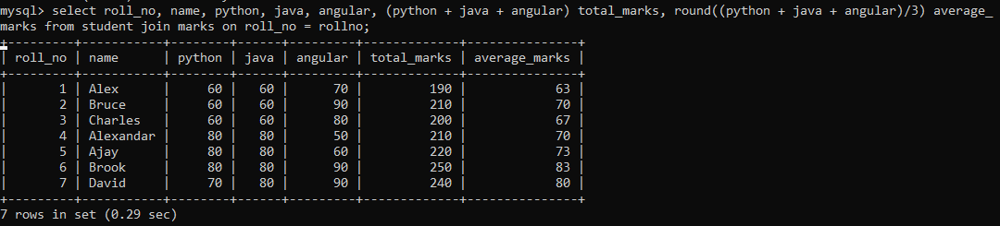 mysql> select roll_no, name, python, java, angular, (python + java + angular) total_marks, round((python + java + angular)/3) average_
marks from student join marks on roll_no = rollno;
+---------+-----------+--------+------+---------+-------------+---------------+
| roll_no | name      | python | java | angular | total_marks | average_marks |
+---------+-----------+--------+------+---------+-------------+---------------+
|       1 | Alex      |     60 |   60 |      70 |         190 |            63 |
|       2 | Bruce     |     60 |   60 |      90 |         210 |            70 |
|       3 | Charles   |     60 |   60 |      80 |         200 |            67 |
|       4 | Alexandar |     80 |   80 |      50 |         210 |            70 |
|       5 | Ajay      |     80 |   80 |      60 |         220 |            73 |
|       6 | Brook     |     80 |   80 |      90 |         250 |            83 |
|       7 | David     |     70 |   80 |      90 |         240 |            80 |
+---------+-----------+--------+------+---------+-------------+---------------+
7 rows in set (0.29 sec)